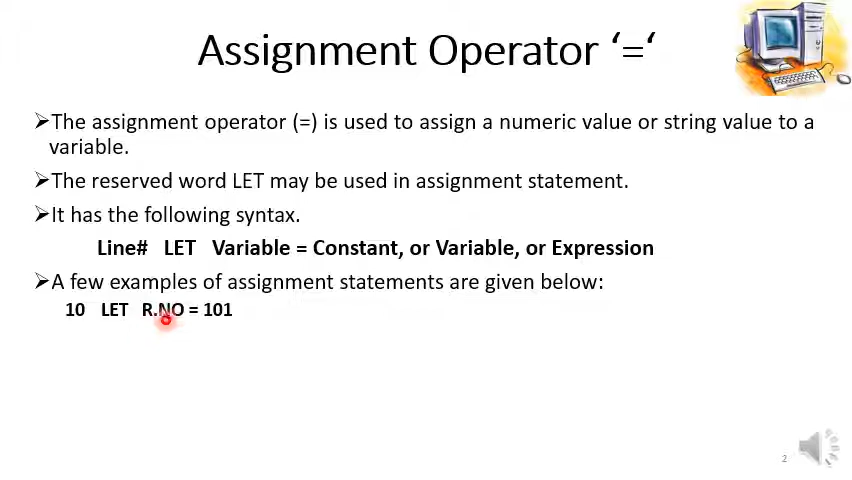 Assignment Operator ‘=‘
➢The assignment operator (=) is used to assign a numeric value or string value to a
variable.
➢The reserved word LET may be used in assignment statement.
➢It has the following syntax.
Line# LET Variable = Constant, or Variable, or Expression
➢A few examples of assignment statements are given below:
10 LET R.NO = 101
2